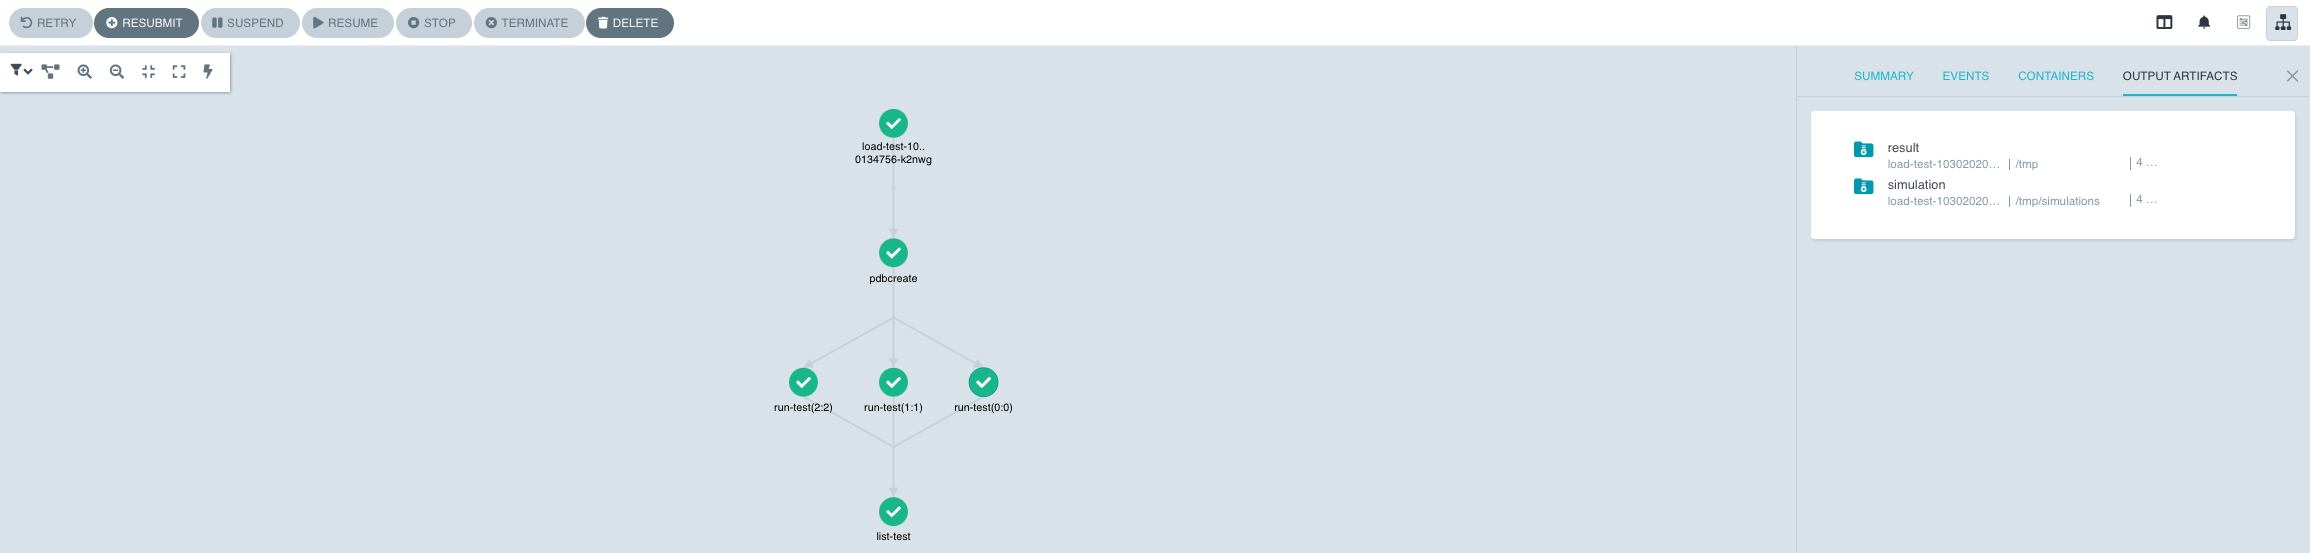 RETRY RESUBMIT SUSPEND RESUME STOP TERMINATE DELETE
SUMMARY EVENTS CONTAINERS OUTPUT ARTIFACTS
load-test-10..
0134756-k2nwg
pdbcreate
run-test(2:2) run-test(1:1) run-test(0:0)
list-test
result
load-test-10302020... | /tmp | 4 ...
simulation
load-test-10302020... | /tmp/simulations | 4 ...